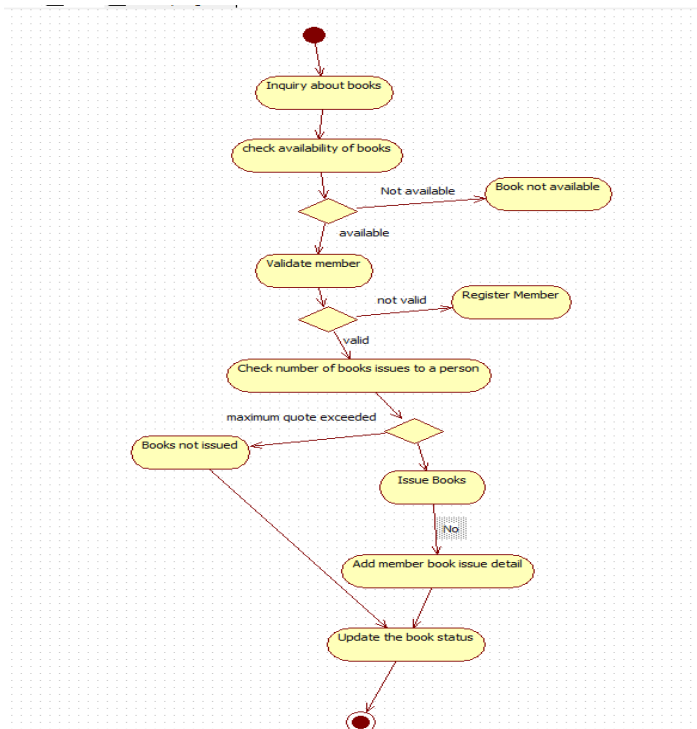 Inquiry about books
check availability of books
Not available
Book not available
available
Validate member
not valid
Register Member
valid
Check number of books issues to a person
maximum quote exceeded
Books not issued
Issue Books
No
Add member book issue detail
Update the book status